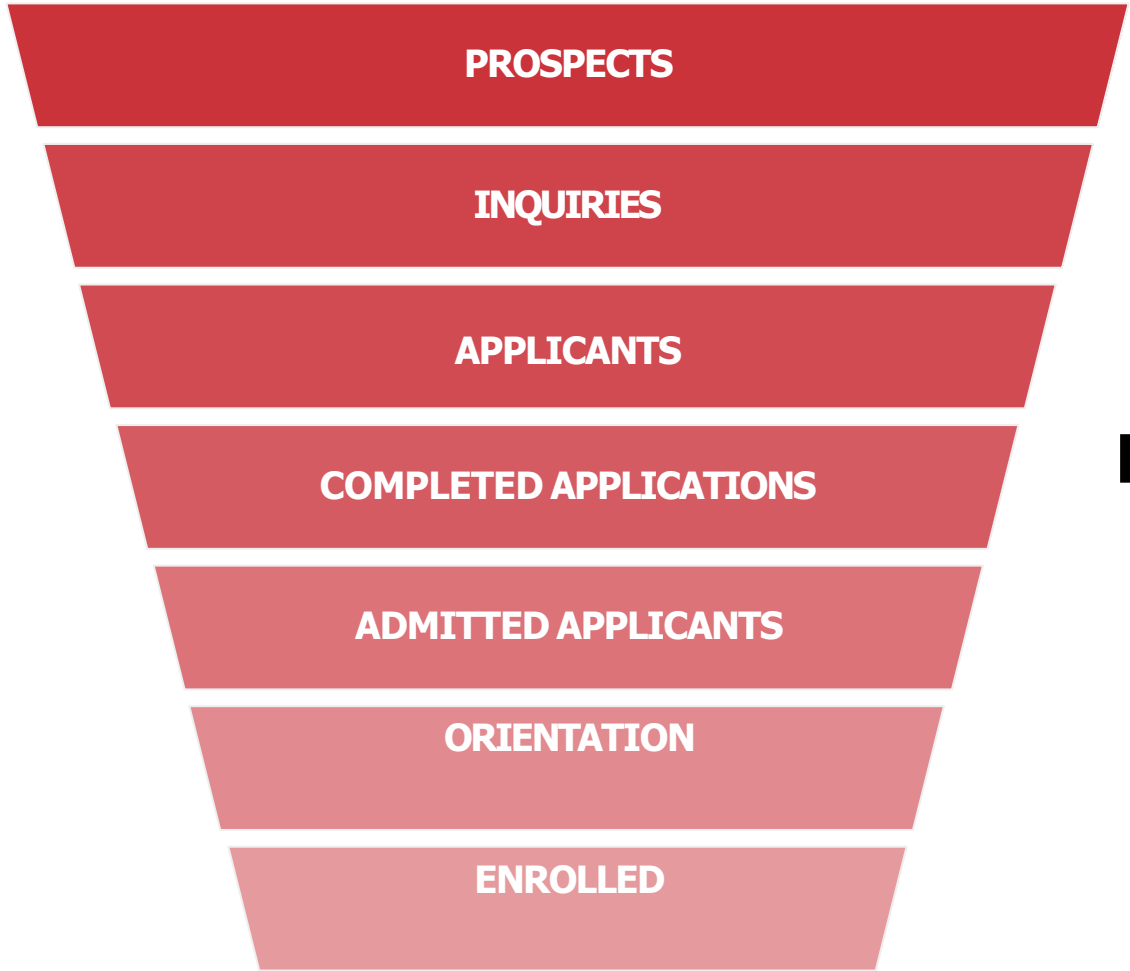 PROSPECTS
INQUIRIES
APPLICANTS
COMPLETED APPLICATIONS
ADMITTED APPLICANTS
ORIENTATION
ENROLLED